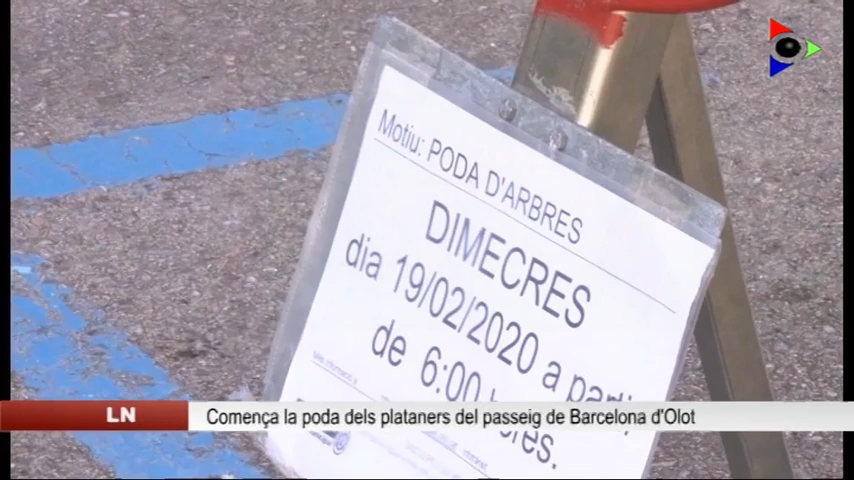 Motiu: PODA D'ARBRES
DIMECRES
dia 19/02/2020 a partir
de 6:00
LN
Comença la poda dels plataners del passeig de Barcelona d'Olot